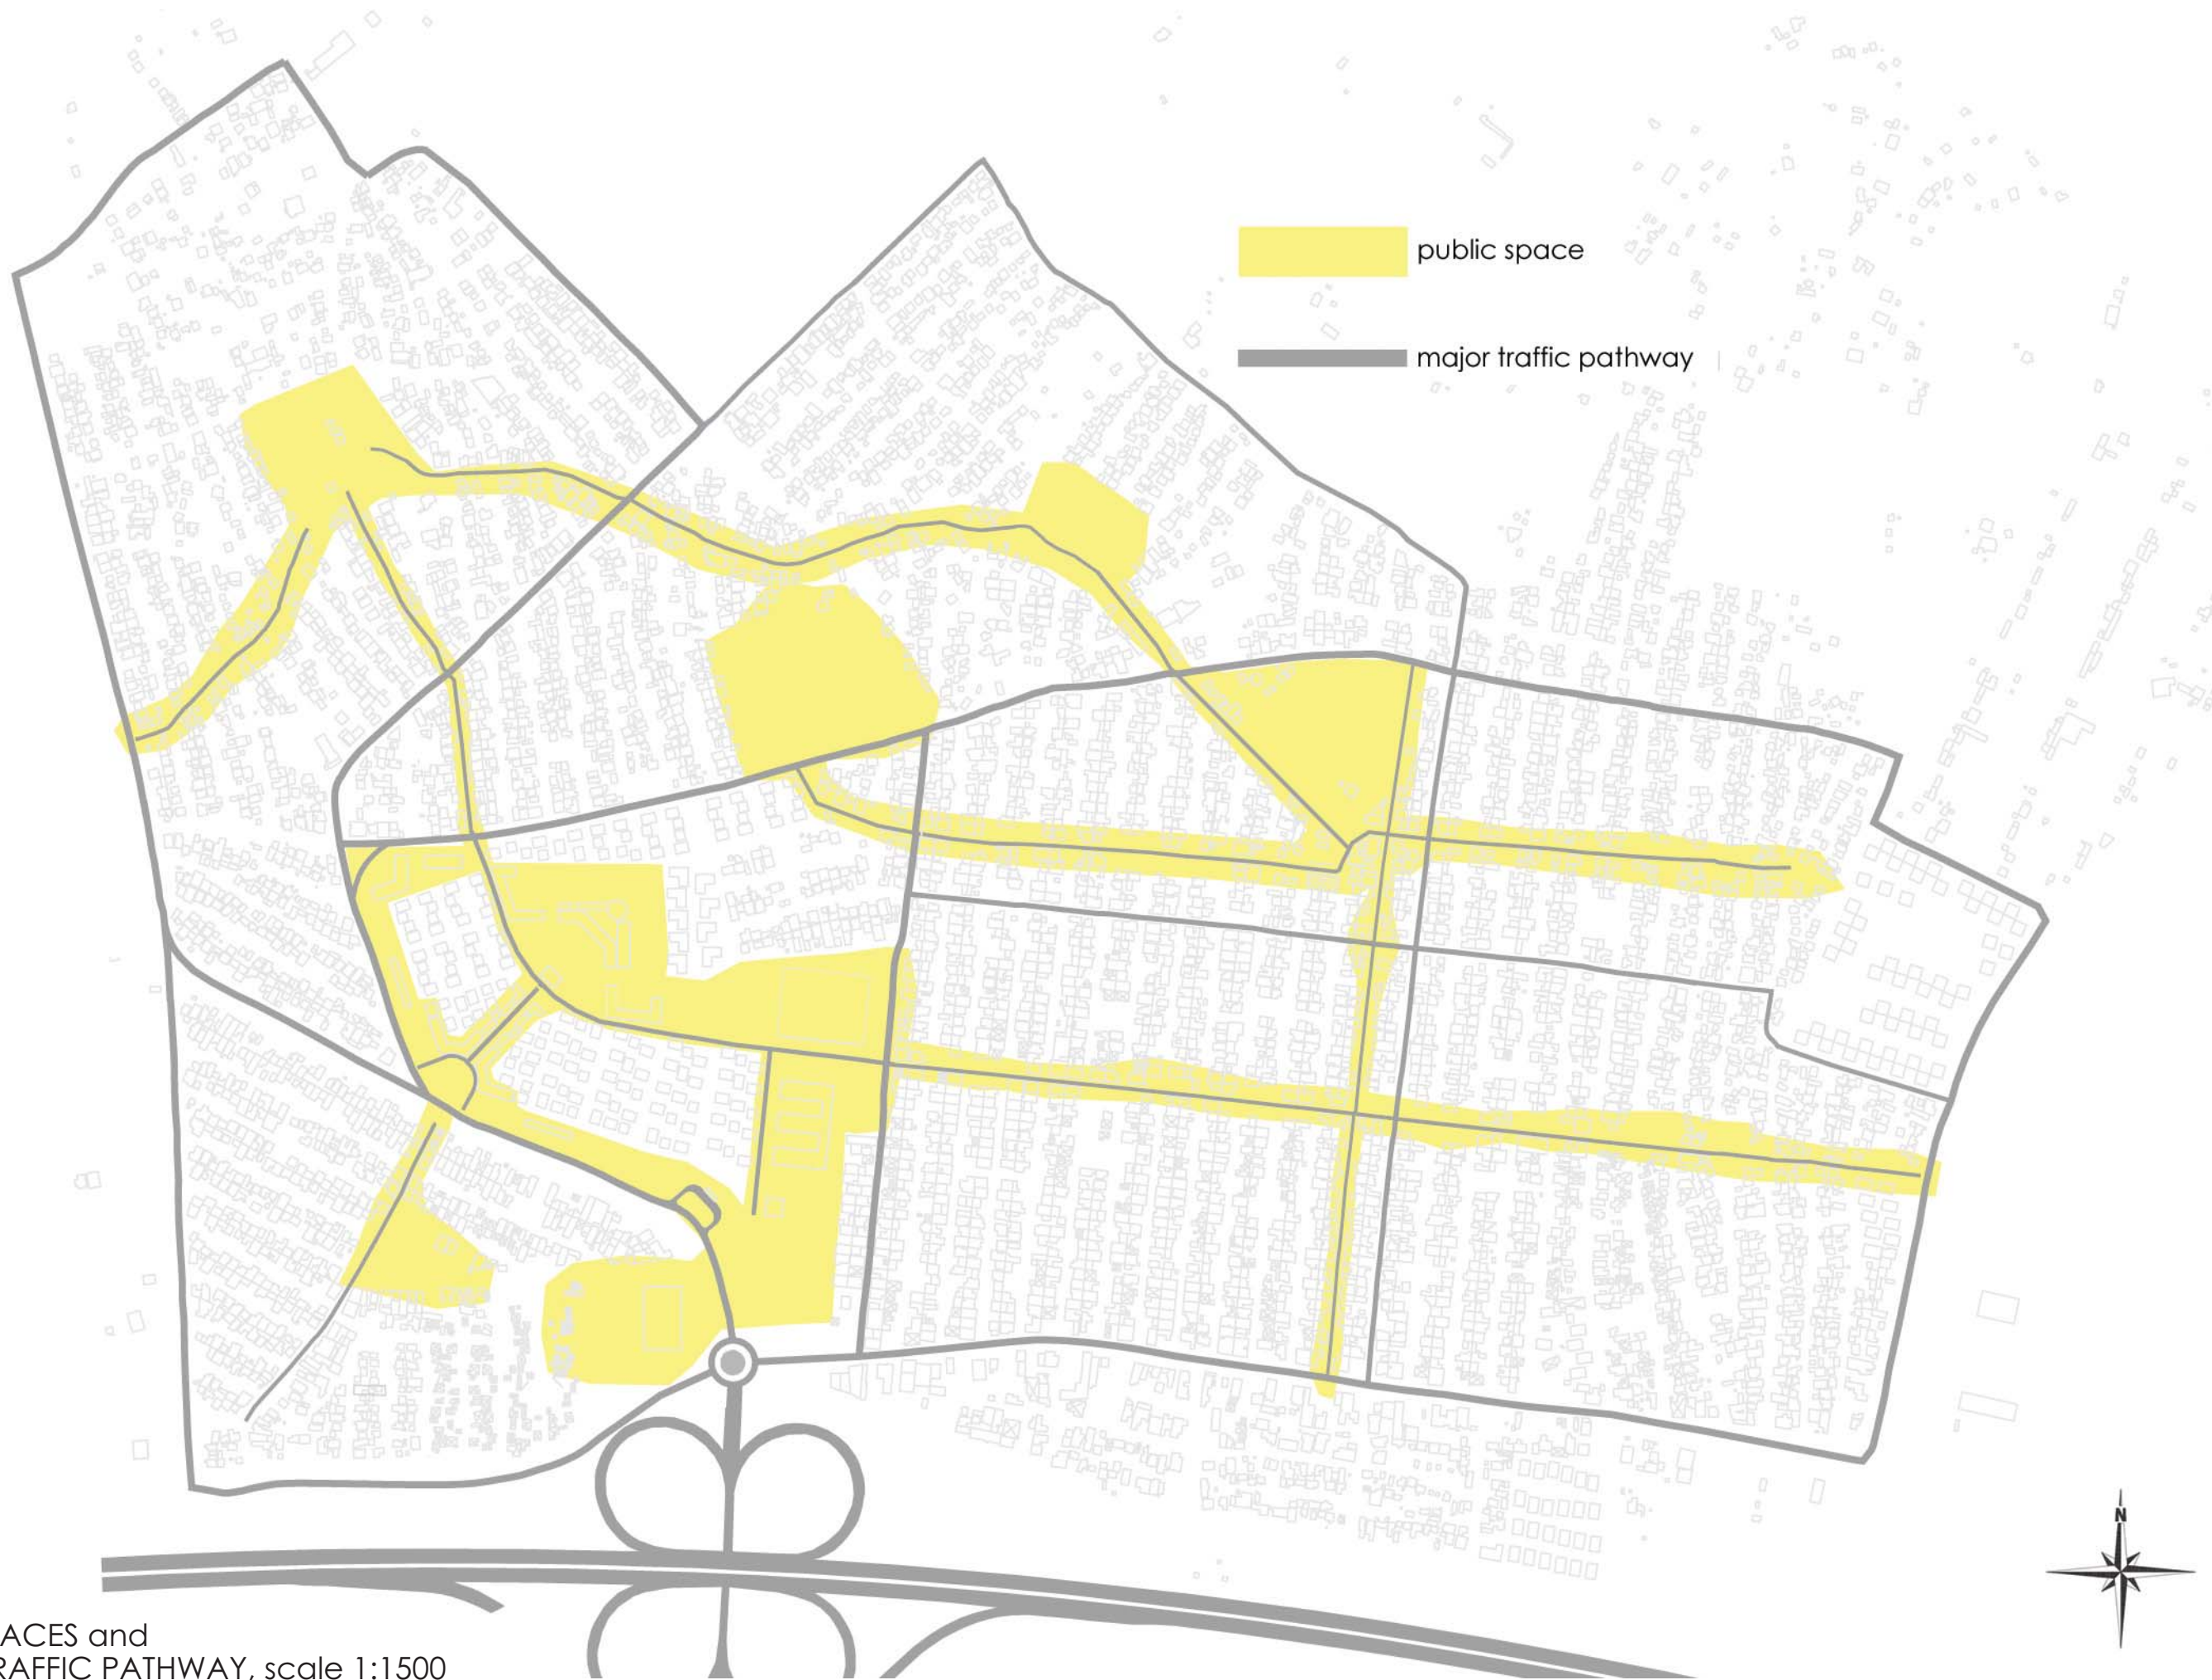 public space
major traffic pathway
N
ACES and
RAFFIC PATHWAY, scale 1:1500